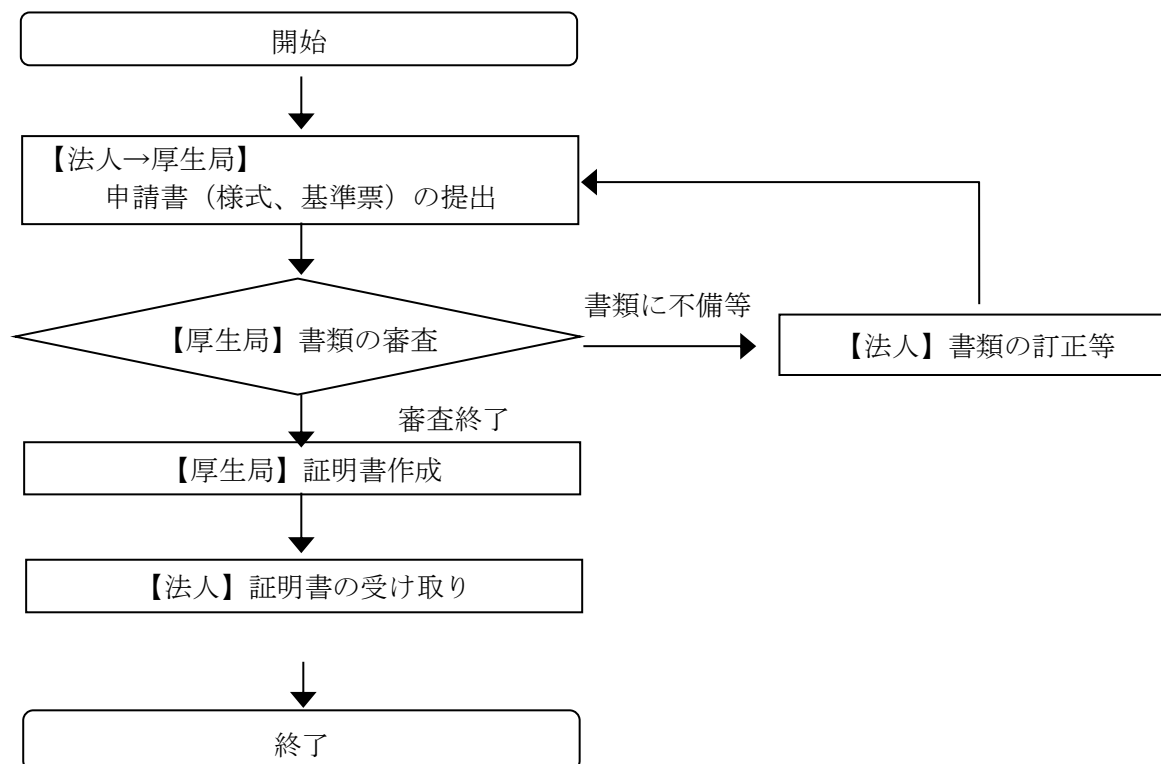 開始
【法人→厚生局】
申請書（様式、基準票）の提出
【厚生局】書類の審査
書類に不備等
【法人】書類の訂正等
審査終了
【厚生局】証明書作成
【法人】証明書の受け取り
終了